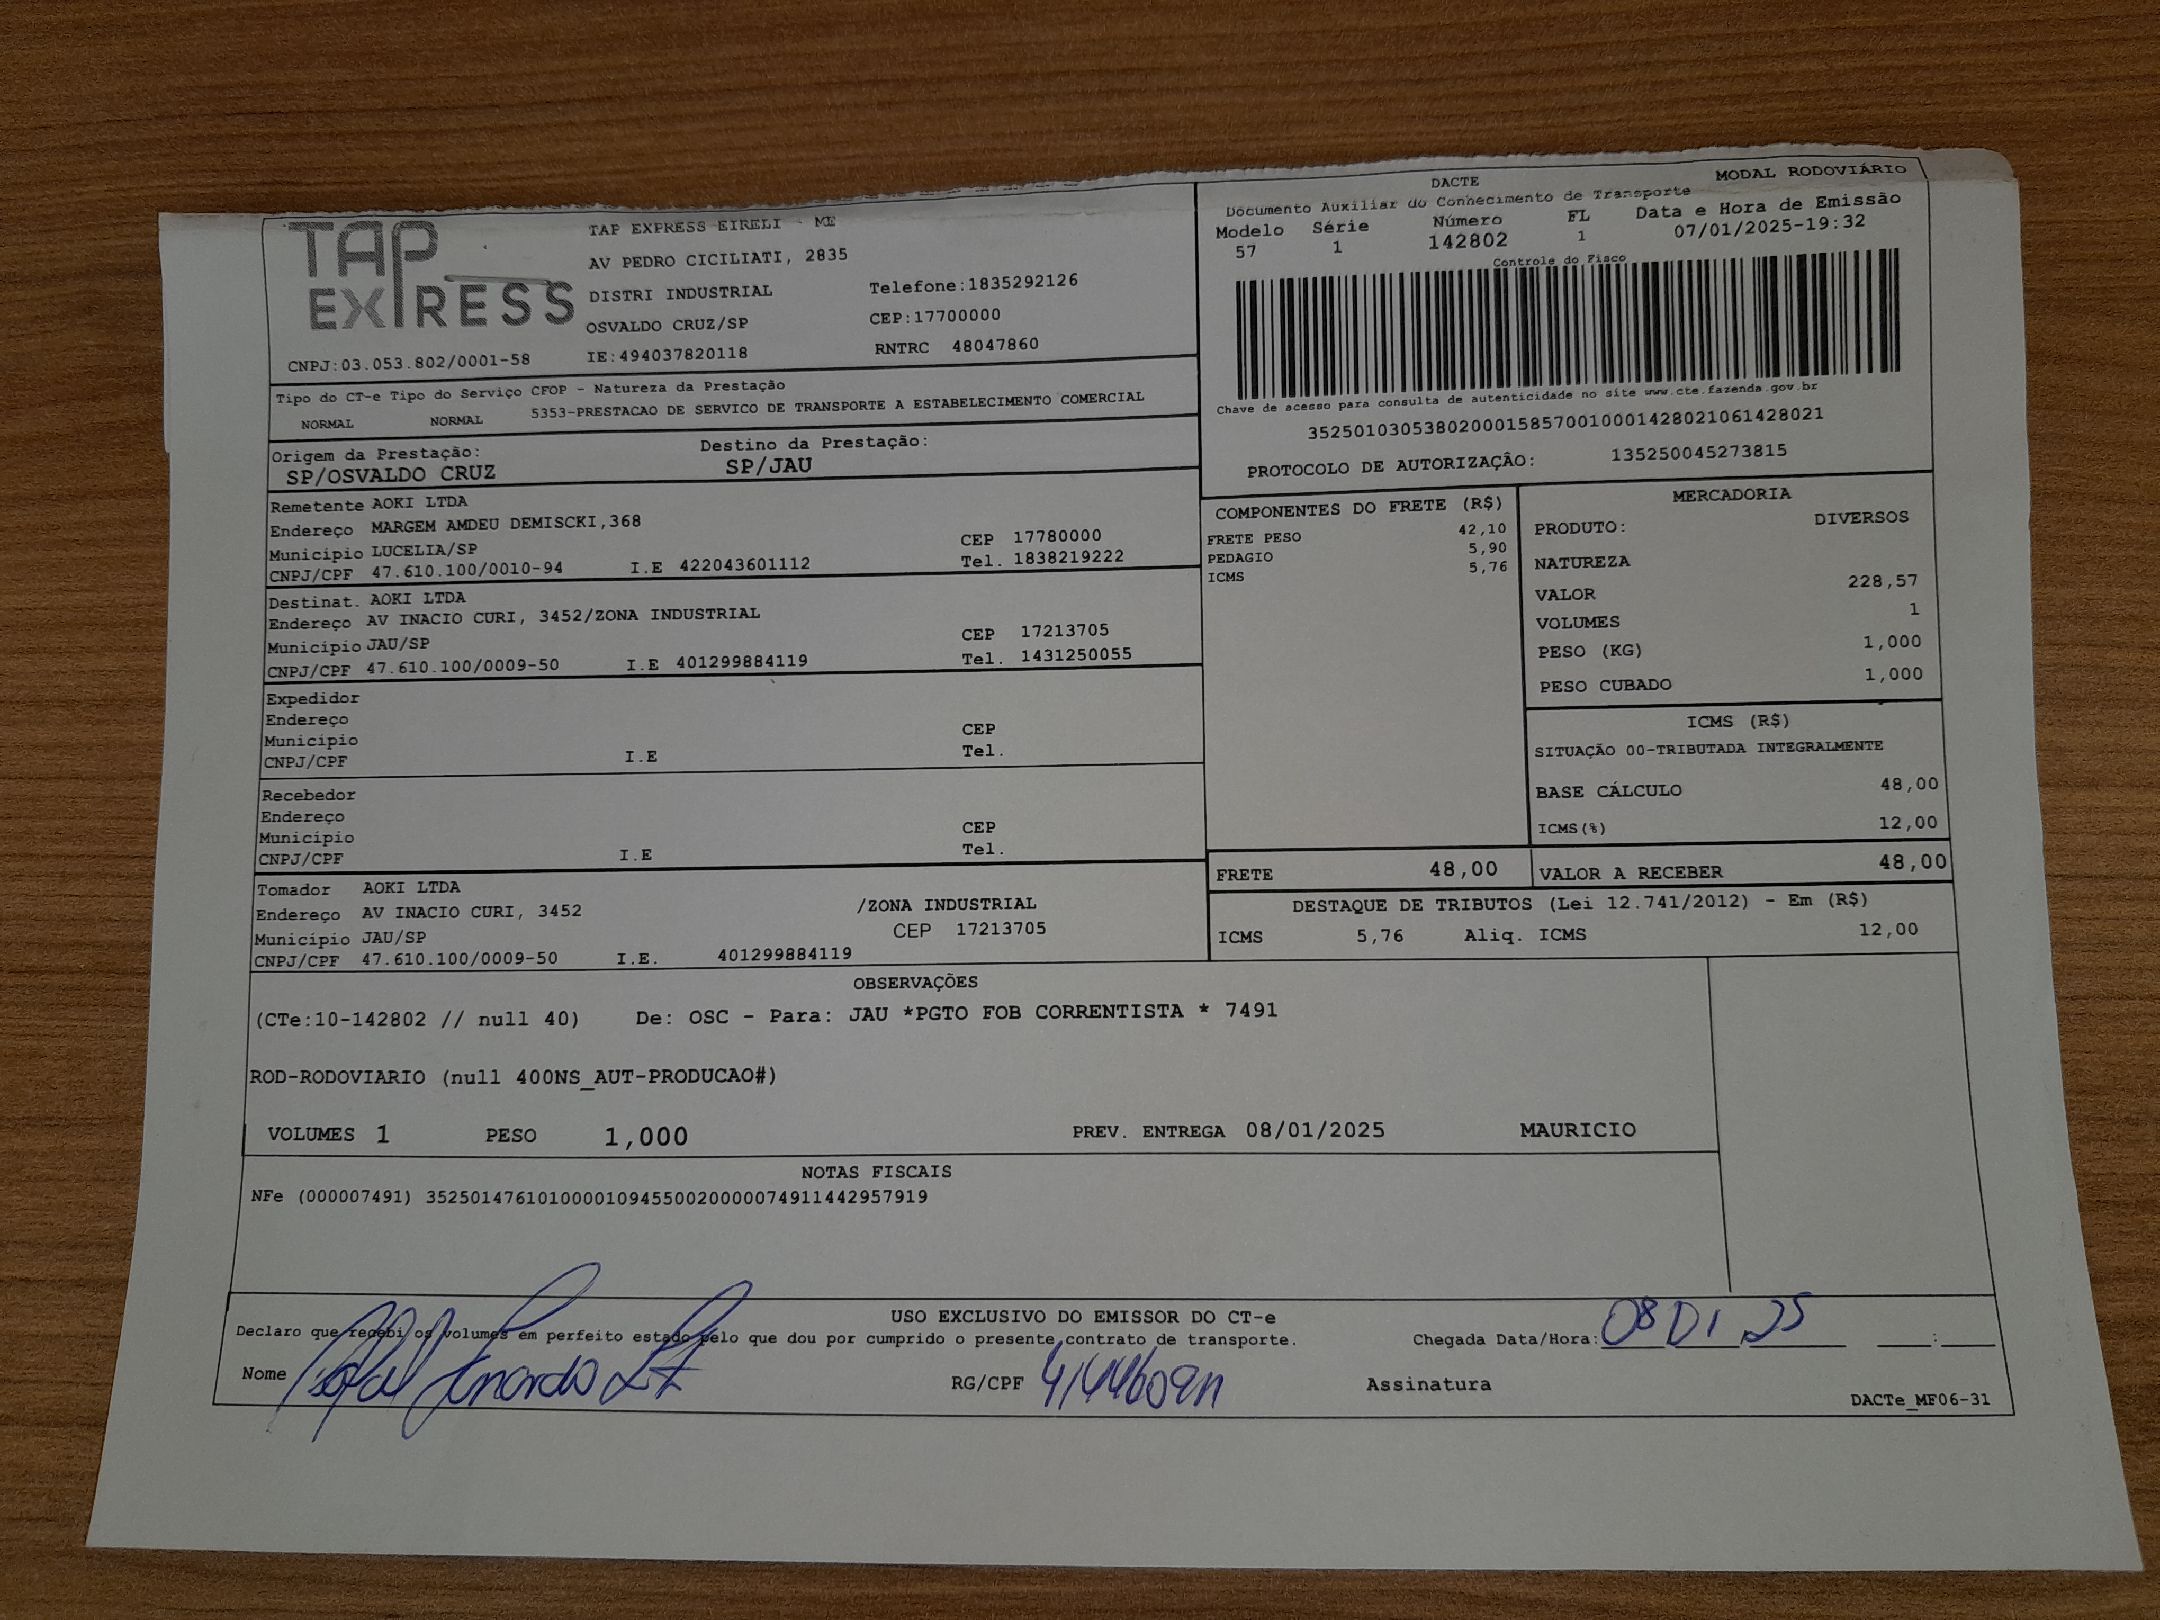 TAP EXPRESS
TAP EXPRESS EIRELI - ME
AV PEDRO CICILIATI, 2835
DISTRI INDUSTRIAL Telefone:1835292126
OSVALDO CRUZ/SP CEP:17700000
CNPJ:03.053.802/0001-58 IE:494037820118 RNTRC 48047860
DACTE MODAL RODOVIÁRIO
Documento Auxiliar do Conhecimento de Transporte
Modelo Série Número FL Data e Hora de Emissão
57 1 142802 1 07/01/2025-19:32
Controle do Fisco
Chave de acesso para consulta de autenticidade no site www.cte.fazenda.gov.br
35250103053802000158570010001428021061428021
PROTOCOLO DE AUTORIZAÇÃO: 135250045273815
Tipo do CT-e Tipo do Serviço CFOP - Natureza da Prestação
NORMAL NORMAL 5353-PRESTACAO DE SERVICO DE TRANSPORTE A ESTABELECIMENTO COMERCIAL
Origem da Prestação: Destino da Prestação:
SP/OSVALDO CRUZ SP/JAU
Remetente AOKI LTDA
Endereço MARGEM AMDEU DEMISCKI,368
Município LUCELIA/SP CEP 17780000
CNPJ/CPF 47.610.100/0010-94 I.E 422043601112 Tel. 1838219222
Destinat. AOKI LTDA
Endereço AV INACIO CURI, 3452/ZONA INDUSTRIAL
Município JAU/SP CEP 17213705
CNPJ/CPF 47.610.100/0009-50 I.E 401299884119 Tel. 1431250055
Expedidor
Endereço
Município CEP
CNPJ/CPF I.E Tel.
Recebedor
Endereço
Município CEP
CNPJ/CPF I.E Tel.
Tomador AOKI LTDA
Endereço AV INACIO CURI, 3452 /ZONA INDUSTRIAL
Município JAU/SP CEP 17213705
CNPJ/CPF 47.610.100/0009-50 I.E. 401299884119
COMPONENTES DO FRETE (R$)
FRETE PESO 42,10
PEDAGIO 5,90
ICMS 5,76
MERCADORIA
PRODUTO: DIVERSOS
NATUREZA
VALOR 228,57
VOLUMES 1
PESO (KG) 1,000
PESO CUBADO 1,000
ICMS (R$)
SITUAÇÃO 00-TRIBUTADA INTEGRALMENTE
BASE CÁLCULO 48,00
ICMS(%) 12,00
FRETE 48,00 VALOR A RECEBER 48,00
DESTAQUE DE TRIBUTOS (Lei 12.741/2012) - Em (R$)
ICMS 5,76 Aliq. ICMS 12,00
OBSERVAÇÕES
(CTe:10-142802 // null 40) De: OSC - Para: JAU *PGTO FOB CORRENTISTA * 7491
ROD-RODOVIARIO (null 400NS_AUT-PRODUCAO#)
VOLUMES 1 PESO 1,000 PREV. ENTREGA 08/01/2025 MAURICIO
NOTAS FISCAIS
NFe (000007491) 35250147610100001094550020000074911442957919
USO EXCLUSIVO DO EMISSOR DO CT-e
Declaro que recebi os volumes em perfeito estado pelo que dou por cumprido o presente contrato de transporte. Chegada Data/Hora: 08 01 25 :
Nome RG/CPF Assinatura
DACTe_MF06-31